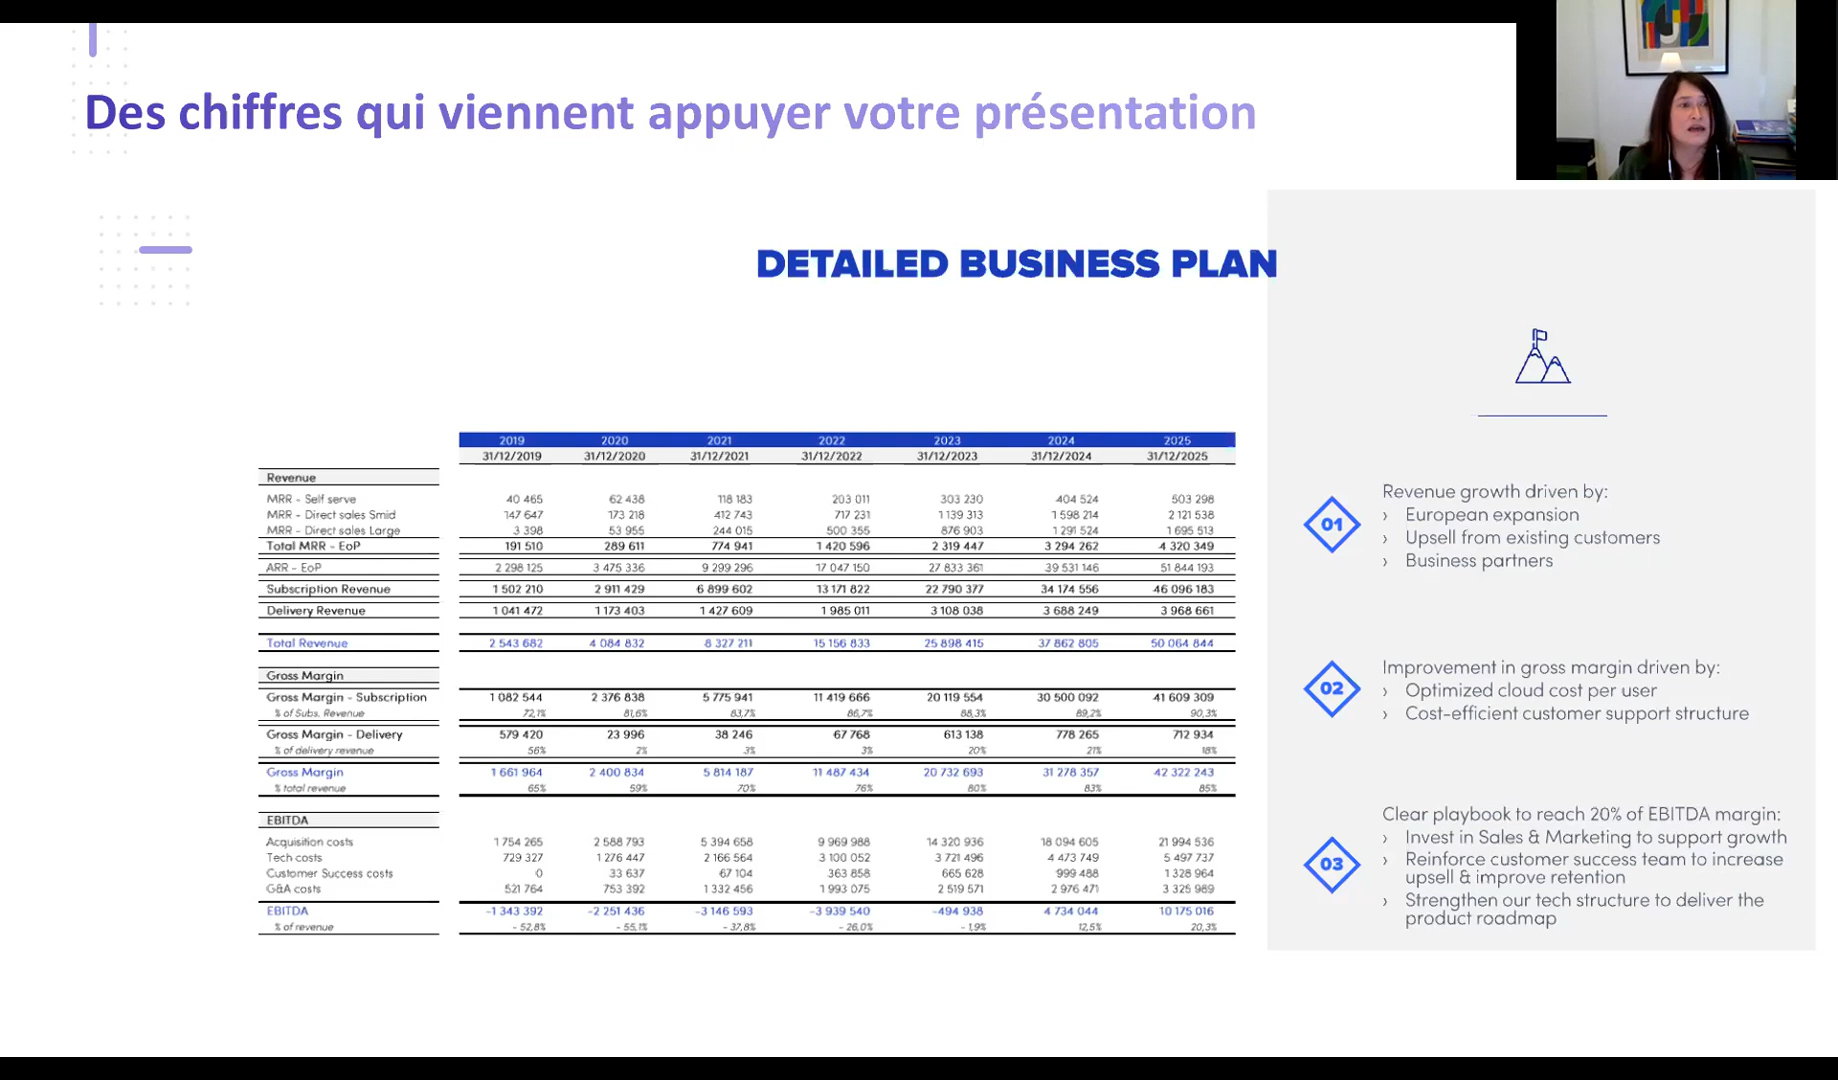 Des chiffres qui viennent appuyer votre présentation
DETAILED BUSINESS PLAN
2019 2020 2021 2022 2023 2024 2025
31/12/2019 31/12/2020 31/12/2021 31/12/2022 31/12/2023 31/12/2024 31/12/2025
Revenue
MRR - Self serve 40 465 62 438 118 183 203 011 303 230 404 524 503 298
MRR - Direct sales Smid 147 647 173 218 412 743 717 231 1 139 313 1 598 214 2 121 538
MRR - Direct sales Large 3 398 53 955 244 015 500 355 876 903 1 291 524 1 695 513
Total MRR - EoP 191 510 289 611 774 941 1 420 596 2 319 447 3 294 262 4 320 349
ARR - EoP 2 298 125 3 475 336 9 299 296 17 047 150 27 833 361 39 531 146 51 844 193
Subscription Revenue 1 502 210 2 911 429 6 899 602 13 171 822 22 790 377 34 174 556 46 096 183
Delivery Revenue 1 041 472 1 173 403 1 427 609 1 985 011 3 108 038 3 688 249 3 968 661
Total Revenue 2 543 682 4 084 832 8 327 211 15 156 833 25 898 415 37 862 805 50 064 844
Gross Margin
Gross Margin - Subscription 1 082 544 2 376 838 5 775 941 11 419 666 20 119 554 30 500 092 41 609 309
% of Subs. Revenue 72,1% 81,6% 83,7% 86,7% 88,3% 89,2% 90,3%
Gross Margin - Delivery 579 420 23 996 38 246 67 768 613 138 778 265 712 934
% of delivery revenue 56% 2% 3% 3% 20% 21% 18%
Gross Margin 1 661 964 2 400 834 5 814 187 11 487 434 20 732 693 31 278 357 42 322 243
% total revenue 65% 59% 70% 76% 80% 83% 85%
EBITDA
Acquisition costs 1 754 265 2 588 793 5 394 658 9 969 988 14 320 936 18 094 605 21 994 536
Tech costs 729 327 1 276 447 2 166 564 3 100 052 3 721 496 4 473 749 5 497 737
Customer Success costs 0 33 637 67 104 363 858 665 628 999 488 1 328 964
G&A costs 521 764 753 392 1 332 456 1 993 075 2 519 571 2 976 471 3 325 989
EBITDA -1 343 392 -2 251 436 -3 146 593 -3 939 540 -494 938 4 734 044 10 175 016
% of revenue - 52,8% - 55,1% - 37,8% - 26,0% - 1,9% 12,5% 20,3%
01
Revenue growth driven by:
› European expansion
› Upsell from existing customers
› Business partners
02
Improvement in gross margin driven by:
› Optimized cloud cost per user
› Cost-efficient customer support structure
03
Clear playbook to reach 20% of EBITDA margin:
› Invest in Sales & Marketing to support growth
› Reinforce customer success team to increase
upsell & improve retention
› Strengthen our tech structure to deliver the
product roadmap